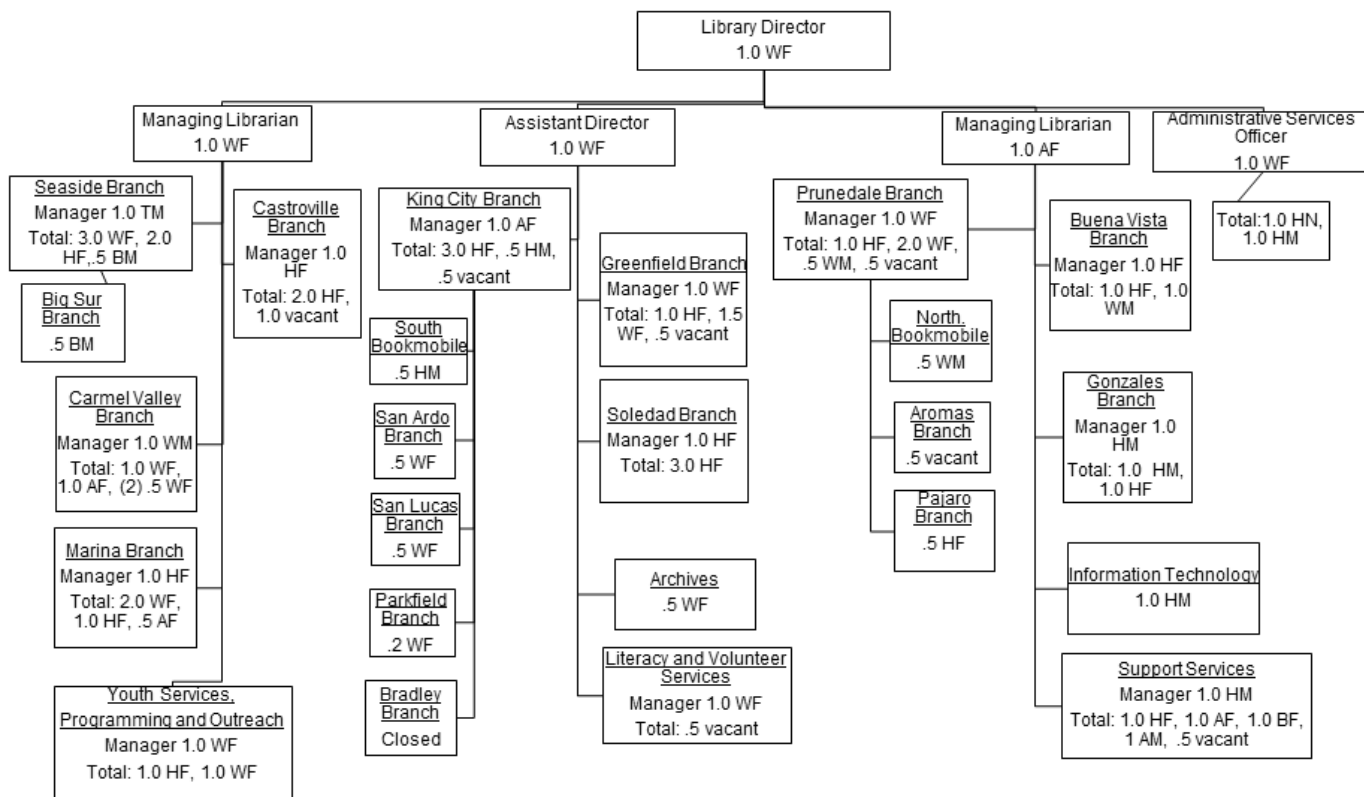 Library Director
1.0 WF
Managing Librarian
1.0 WF
Assistant Director
1.0 WF
Managing Librarian
1.0 AF
Administrative Services
Officer
1.0 WF
Seaside Branch
Manager 1.0 TM
Total: 3.0 WF, 2.0
HF,.5 BM
Big Sur
Branch
.5 BM
Castroville
Branch
Manager 1.0
HF
Total: 2.0 HF,
1.0 vacant
Carmel Valley
Branch
Manager 1.0 WM
Total: 1.0 WF,
1.0 AF, (2) .5 WF
Marina Branch
Manager 1.0 HF
Total: 2.0 WF,
1.0 HF, .5 AF
Youth Services,
Programming and Outreach
Manager 1.0 WF
Total: 1.0 HF, 1.0 WF
King City Branch
Manager 1.0 AF
Total: 3.0 HF, .5 HM,
.5 vacant
South
Bookmobile
.5 HM
San Ardo
Branch
.5 WF
San Lucas
Branch
.5 WF
Parkfield
Branch
.2 WF
Bradley
Branch
Closed
Greenfield Branch
Manager 1.0 WF
Total: 1.0 HF, 1.5
WF, .5 vacant
Soledad Branch
Manager 1.0 HF
Total: 3.0 HF
Archives
.5 WF
Literacy and Volunteer
Services
Manager 1.0 WF
Total: .5 vacant
Prunedale Branch
Manager 1.0 WF
Total: 1.0 HF, 2.0 WF,
.5 WM, .5 vacant
North.
Bookmobile
.5 WM
Aromas
Branch
.5 vacant
Pajaro
Branch
.5 HF
Buena Vista
Branch
Manager 1.0 HF
Total: 1.0 HF, 1.0
WM
Gonzales
Branch
Manager 1.0
HM
Total: 1.0 HM,
1.0 HF
Information Technology
1.0 HM
Support Services
Manager 1.0 HM
Total: 1.0 HF, 1.0 AF, 1.0 BF,
1 AM, .5 vacant
Total:1.0 HN,
1.0 HM